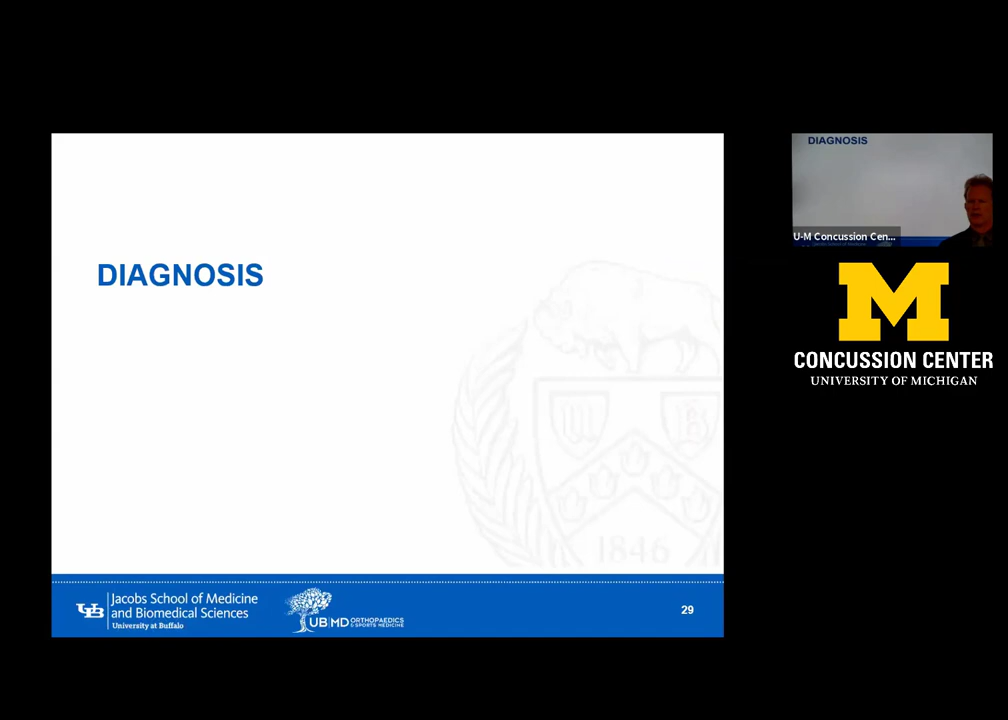 DIAGNOSIS
1846
Jacobs School of Medicine
and Biomedical Sciences
University at Buffalo
UB|MD ORTHOPAEDICS
& SPORTS MEDICINE
29
DIAGNOSIS
U-M Concussion Cen...
M
CONCUSSION CENTER
UNIVERSITY OF MICHIGAN